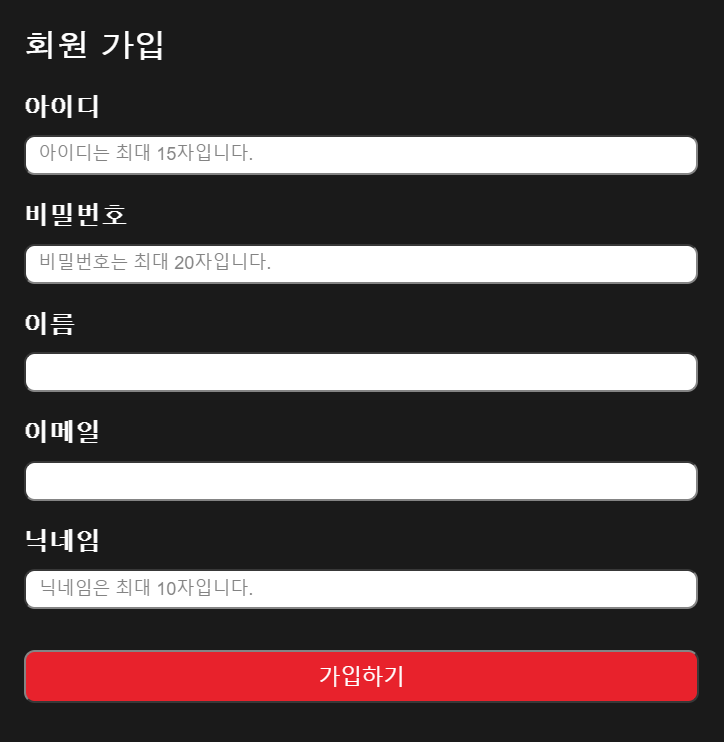 회원 가입
아이디
아이디는 최대 15자입니다.
비밀번호
비밀번호는 최대 20자입니다.
이름
이메일
닉네임
닉네임은 최대 10자입니다.
가입하기